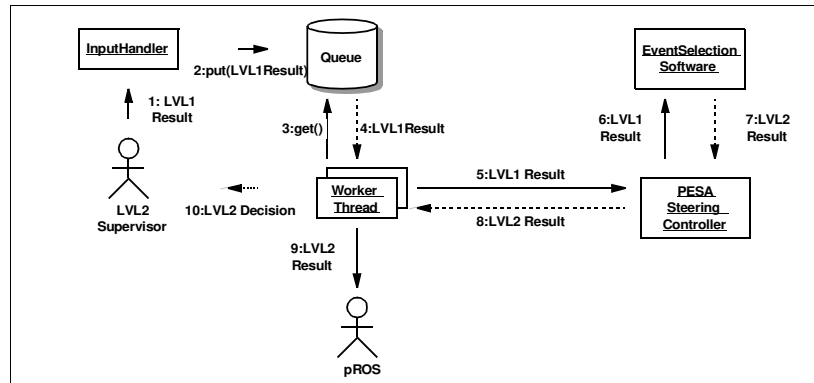 InputHandler
2:put(LVL1Result)
Queue
EventSelection
Software
1: LVL1
Result
3:get()
4:LVL1Result
6:LVL1
Result
7:LVL2
Result
LVL2
Supervisor
10:LVL2 Decision
Worker
Thread
5:LVL1 Result
8:LVL2 Result
PESA
Steering
Controller
9:LVL2
Result
pROS